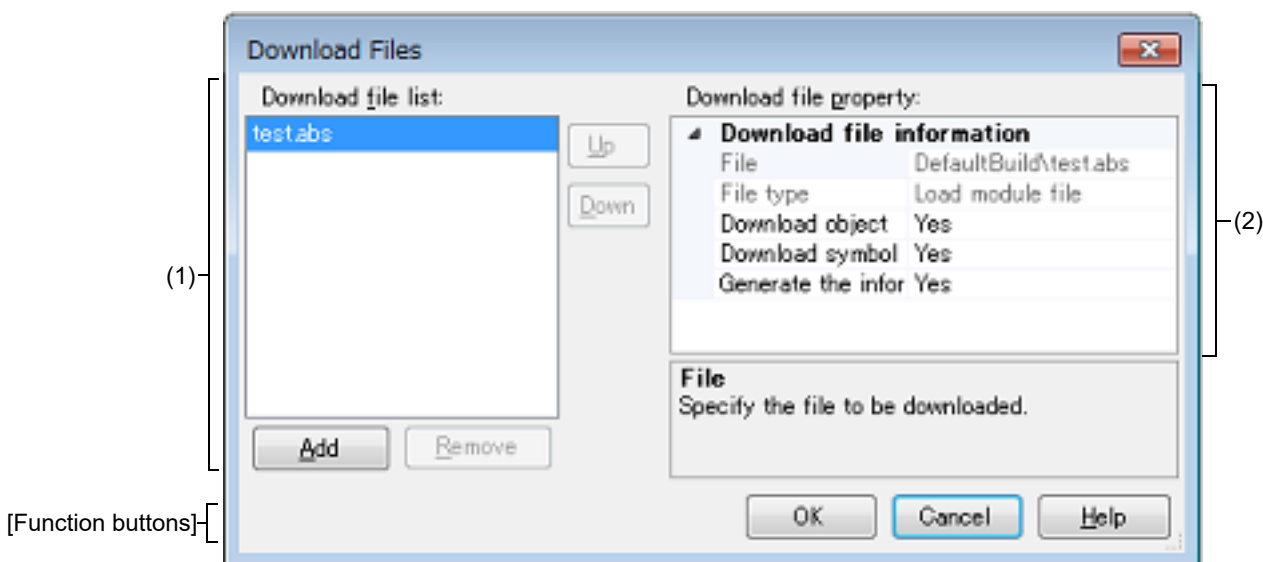 Download Files
Download file list:
test.abs
Up
Down
Add
Remove
Download file property:
Download file information
File DefaultBuild\test.abs
File type Load module file
Download object Yes
Download symbol Yes
Generate the infor Yes
File
Specify the file to be downloaded.
OK
Cancel
Help
(1)
(2)
[Function buttons]